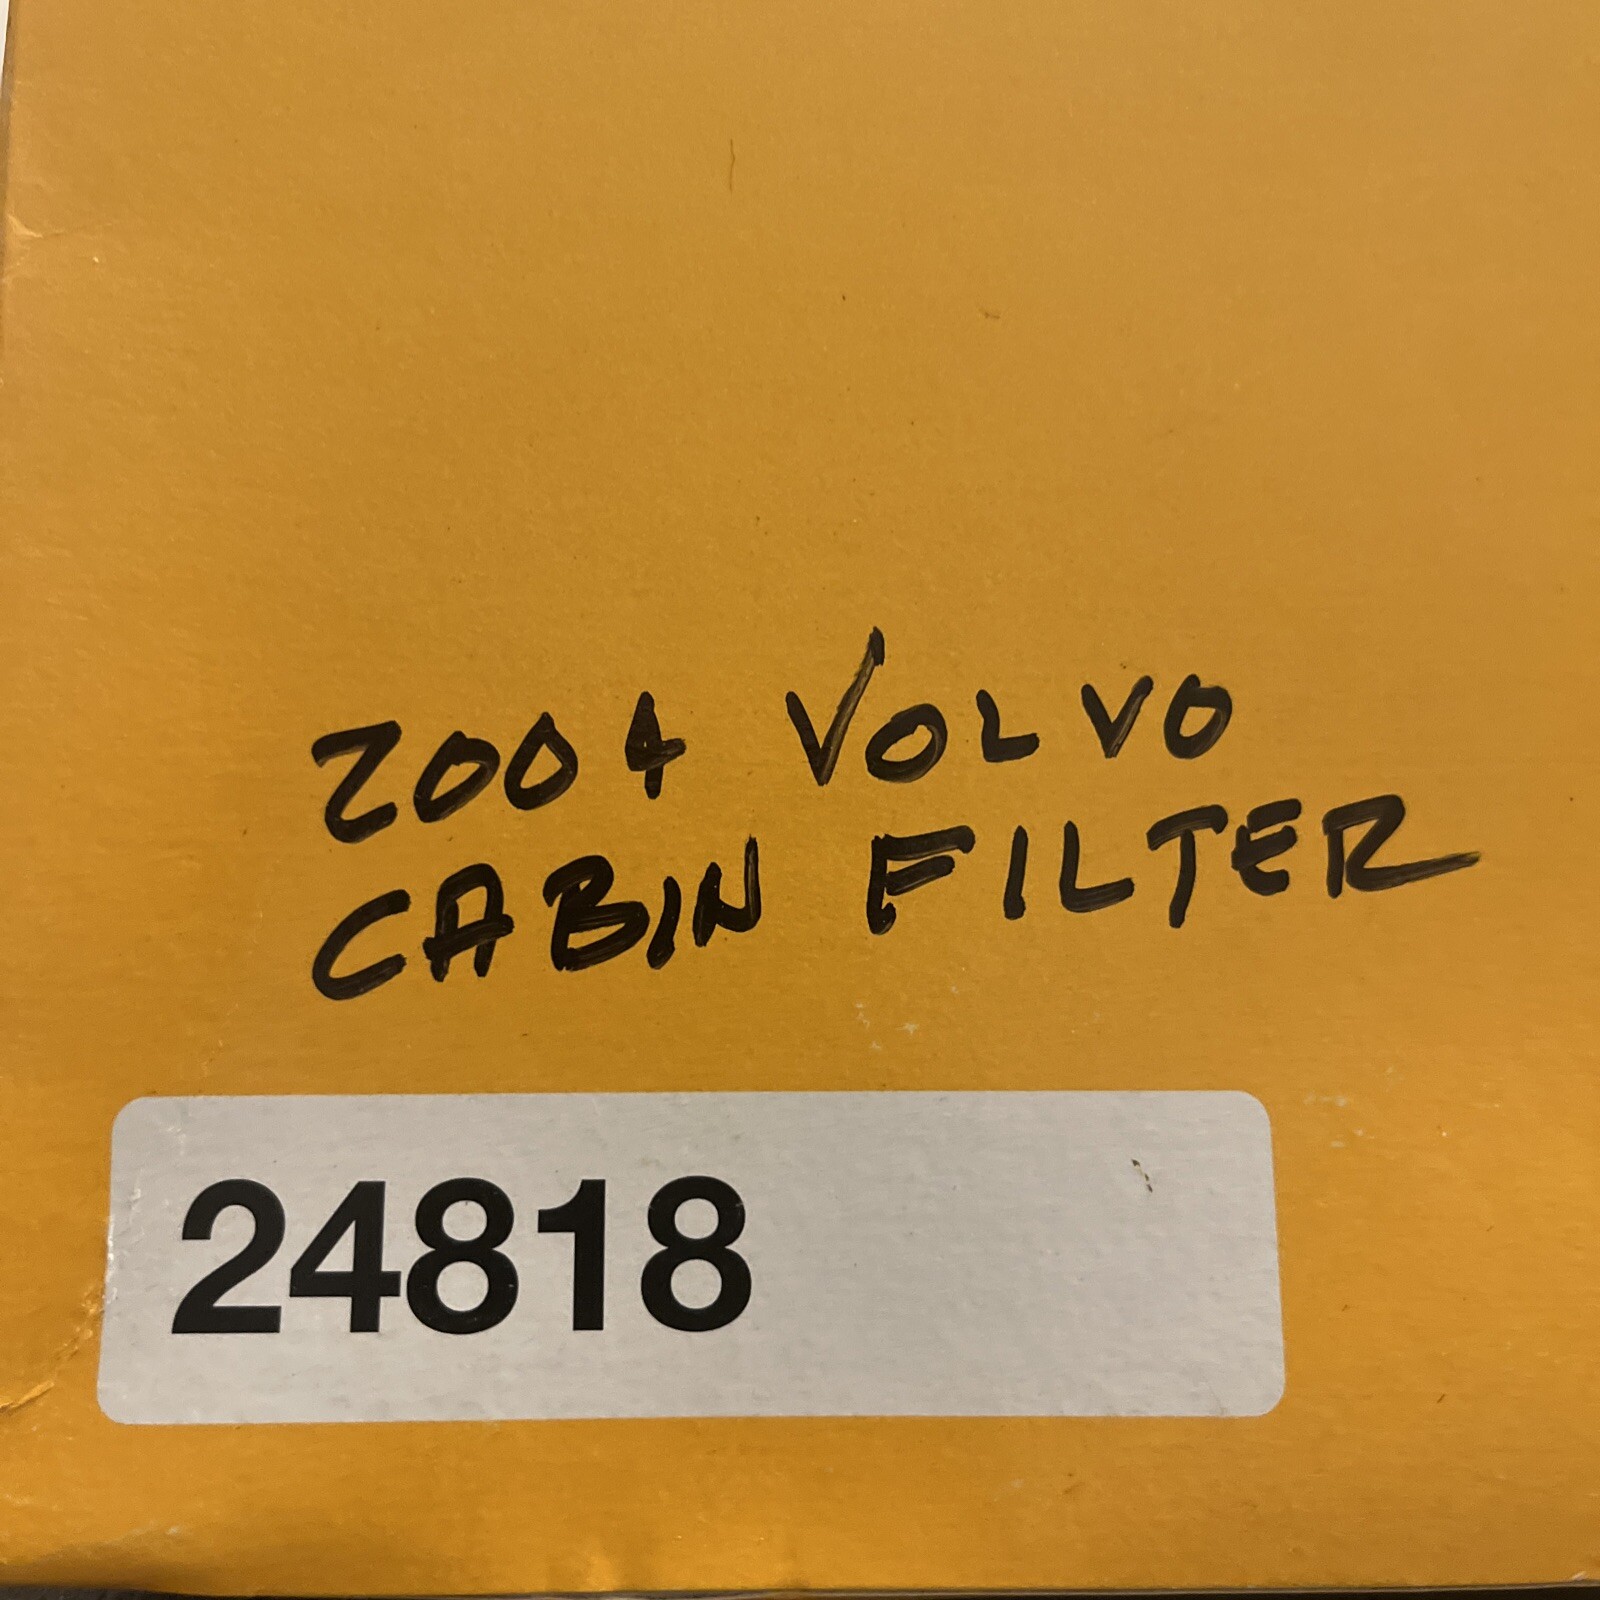 2004 VOLVO
CABIN FILTER
24818